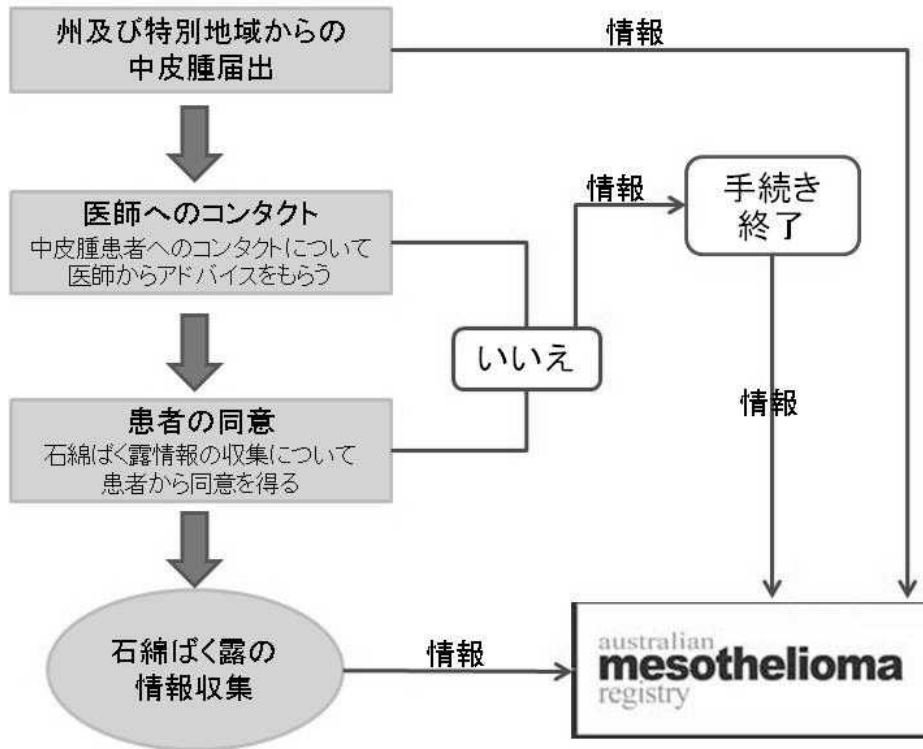 州及び特別地域からの
中皮腫届出
情報
医師へのコンタクト
中皮腫患者へのコンタクトについて
医師からアドバイスをもらう
情報
手続き
終了
いいえ
患者の同意
石綿ばく露情報の収集について
患者から同意を得る
情報
石綿ばく露の
情報収集
情報
australian
mesothelioma
registry